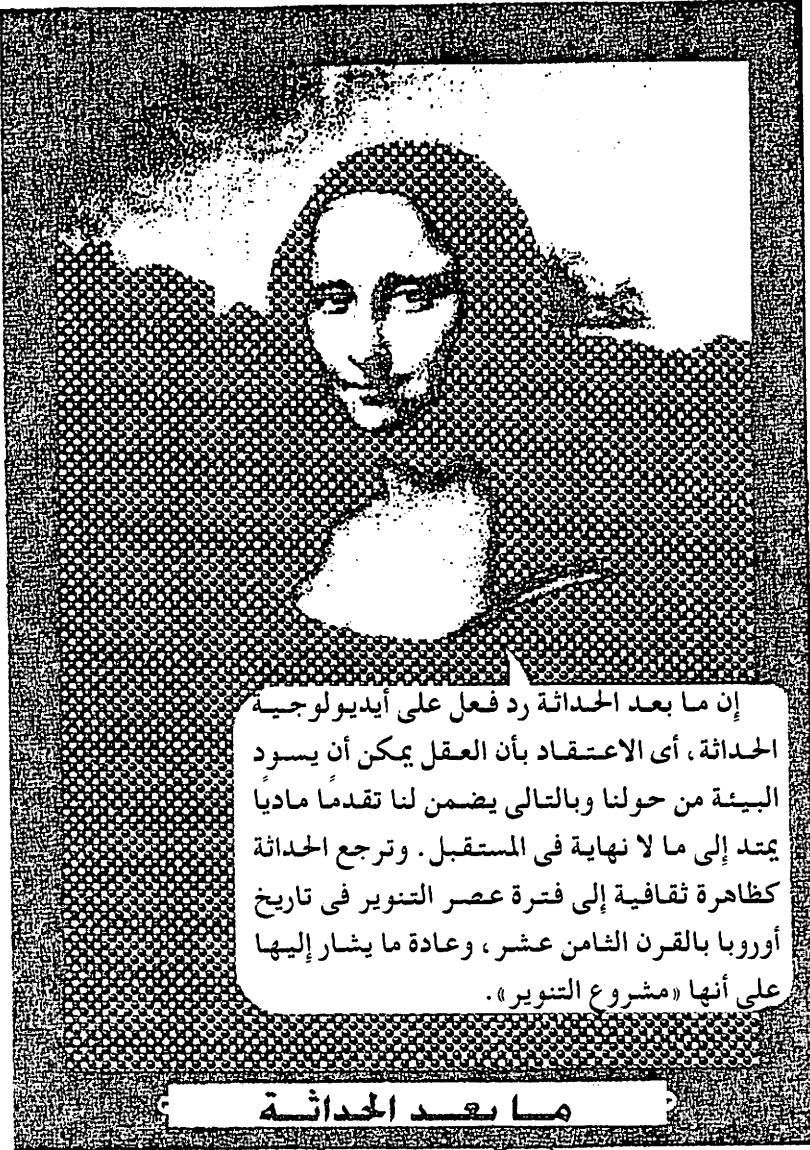 إن ما بعد الحداثة رد فعل على أيديولوجية
الحداثة، أى الاعتقاد بأن العقل يمكن أن يسود
البيئة من حولنا وبالتالى يضمن لنا تقدمًا ماديًا
يمتد إلى ما لا نهاية فى المستقبل. وترجع الحداثة
كظاهرة ثقافية إلى فترة عصر التنوير فى تاريخ
أوروبا بالقرن الثامن عشر، وعادة ما يشار إليها
على أنها «مشروع التنوير».
ما بعد الحداثة